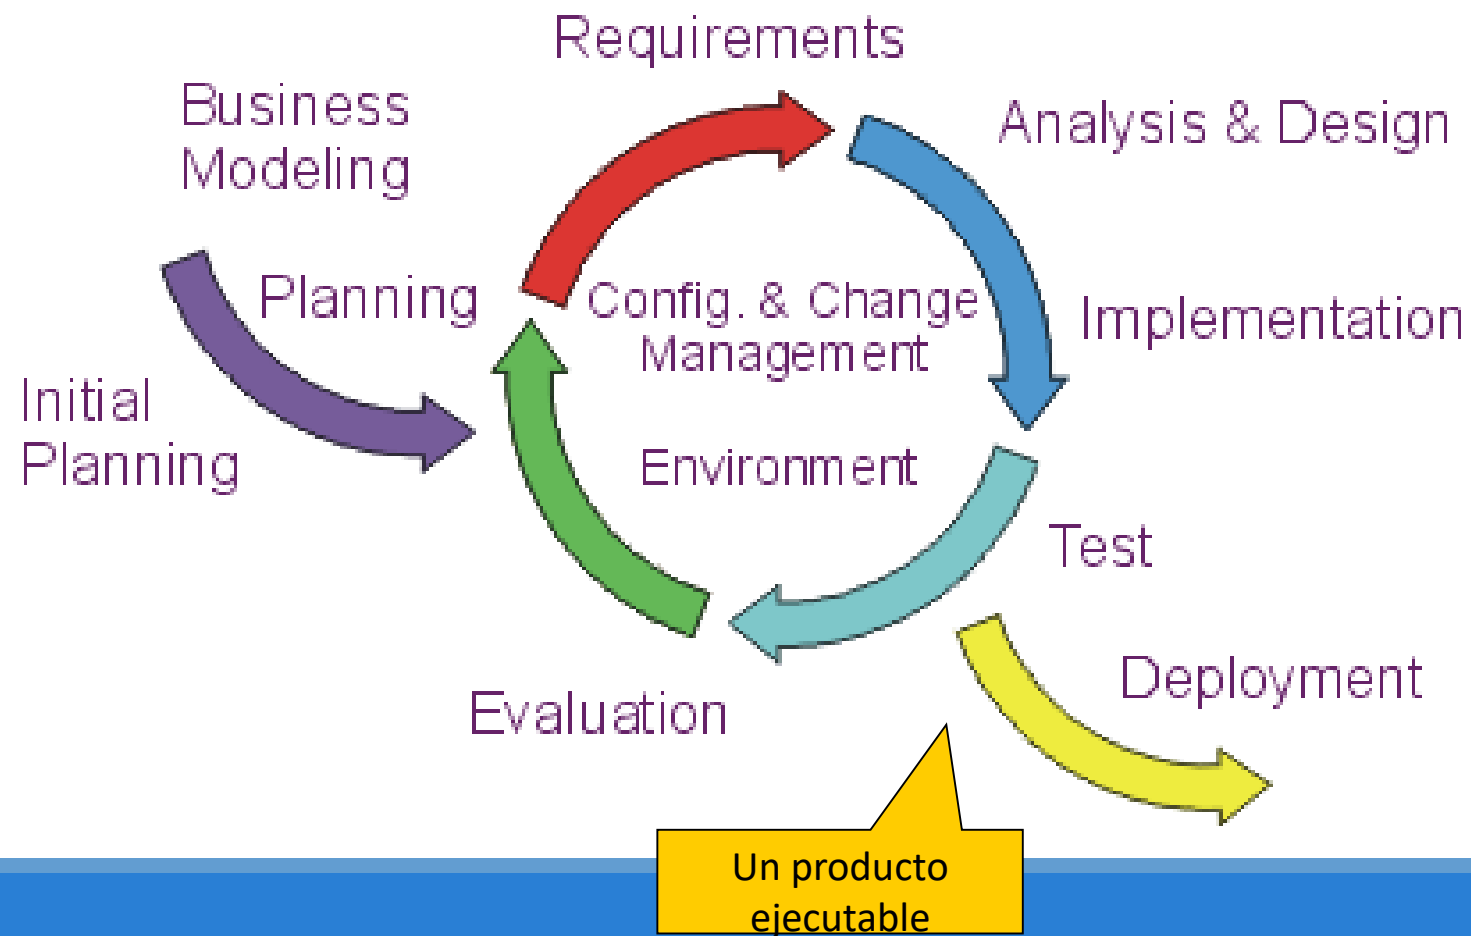 Requirements
Business
Modeling
Analysis & Design
Planning
Config. & Change
Management
Implementation
Initial
Planning
Environment
Test
Evaluation
Deployment
Un producto
ejecutable